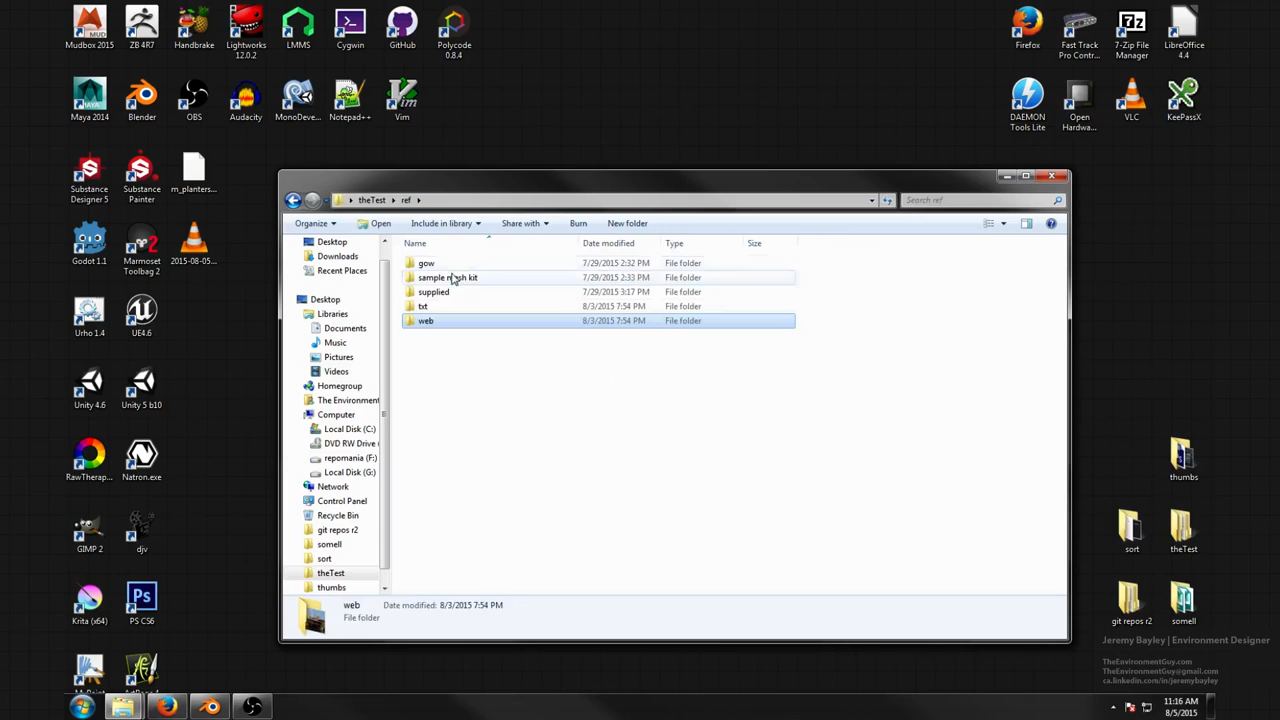 Mudbox 2015
ZB 4R7
Handbrake
Lightworks 12.0.2
LMMS
Cygwin
GitHub
Polycode 0.8.4
Firefox
Fast Track Pro Contr...
7-Zip File Manager
LibreOffice 4.4
Maya 2014
Blender
OBS
Audacity
MonoDeve...
Notepad++
Vim
DAEMON Tools Lite
Open Hardwa...
VLC
KeePassX
Substance Designer 5
Substance Painter
m_planters...
Godot 1.1
Marmoset Toolbag 2
2015-08-05...
Urho 1.4
UE4.6
Unity 4.6
Unity 5 b10
RawTherap...
Natron.exe
GIMP 2
djv
Krita (x64)
PS CS6
theTest
ref
Search ref
Organize
Open
Include in library
Share with
Burn
New folder
Name
Date modified
Type
Size
gow 7/29/2015 2:32 PM File folder
7/29/2015 2:33 PM File folder
supplied 7/29/2015 3:17 PM File folder
txt 8/3/2015 7:54 PM File folder
web 8/3/2015 7:54 PM File folder
Desktop
Downloads
Recent Places
Desktop
Libraries
Documents
Music
Pictures
Videos
Homegroup
The Environment
Computer
Local Disk (C:)
DVD RW Drive (
repomania (F:)
Local Disk (G:)
Network
Control Panel
Recycle Bin
git repos r2
somell
sort
theTest
thumbs
web Date modified: 8/3/2015 7:54 PM
File folder
thumbs
sort
theTest
git repos r2
somell
Jeremy Bayley | Environment Designer
TheEnvironmentGuy.com
TheEnvironmentGuy@gmail.com
ca.linkedin.com/in/jeremybayley
11:16 AM
8/5/2015